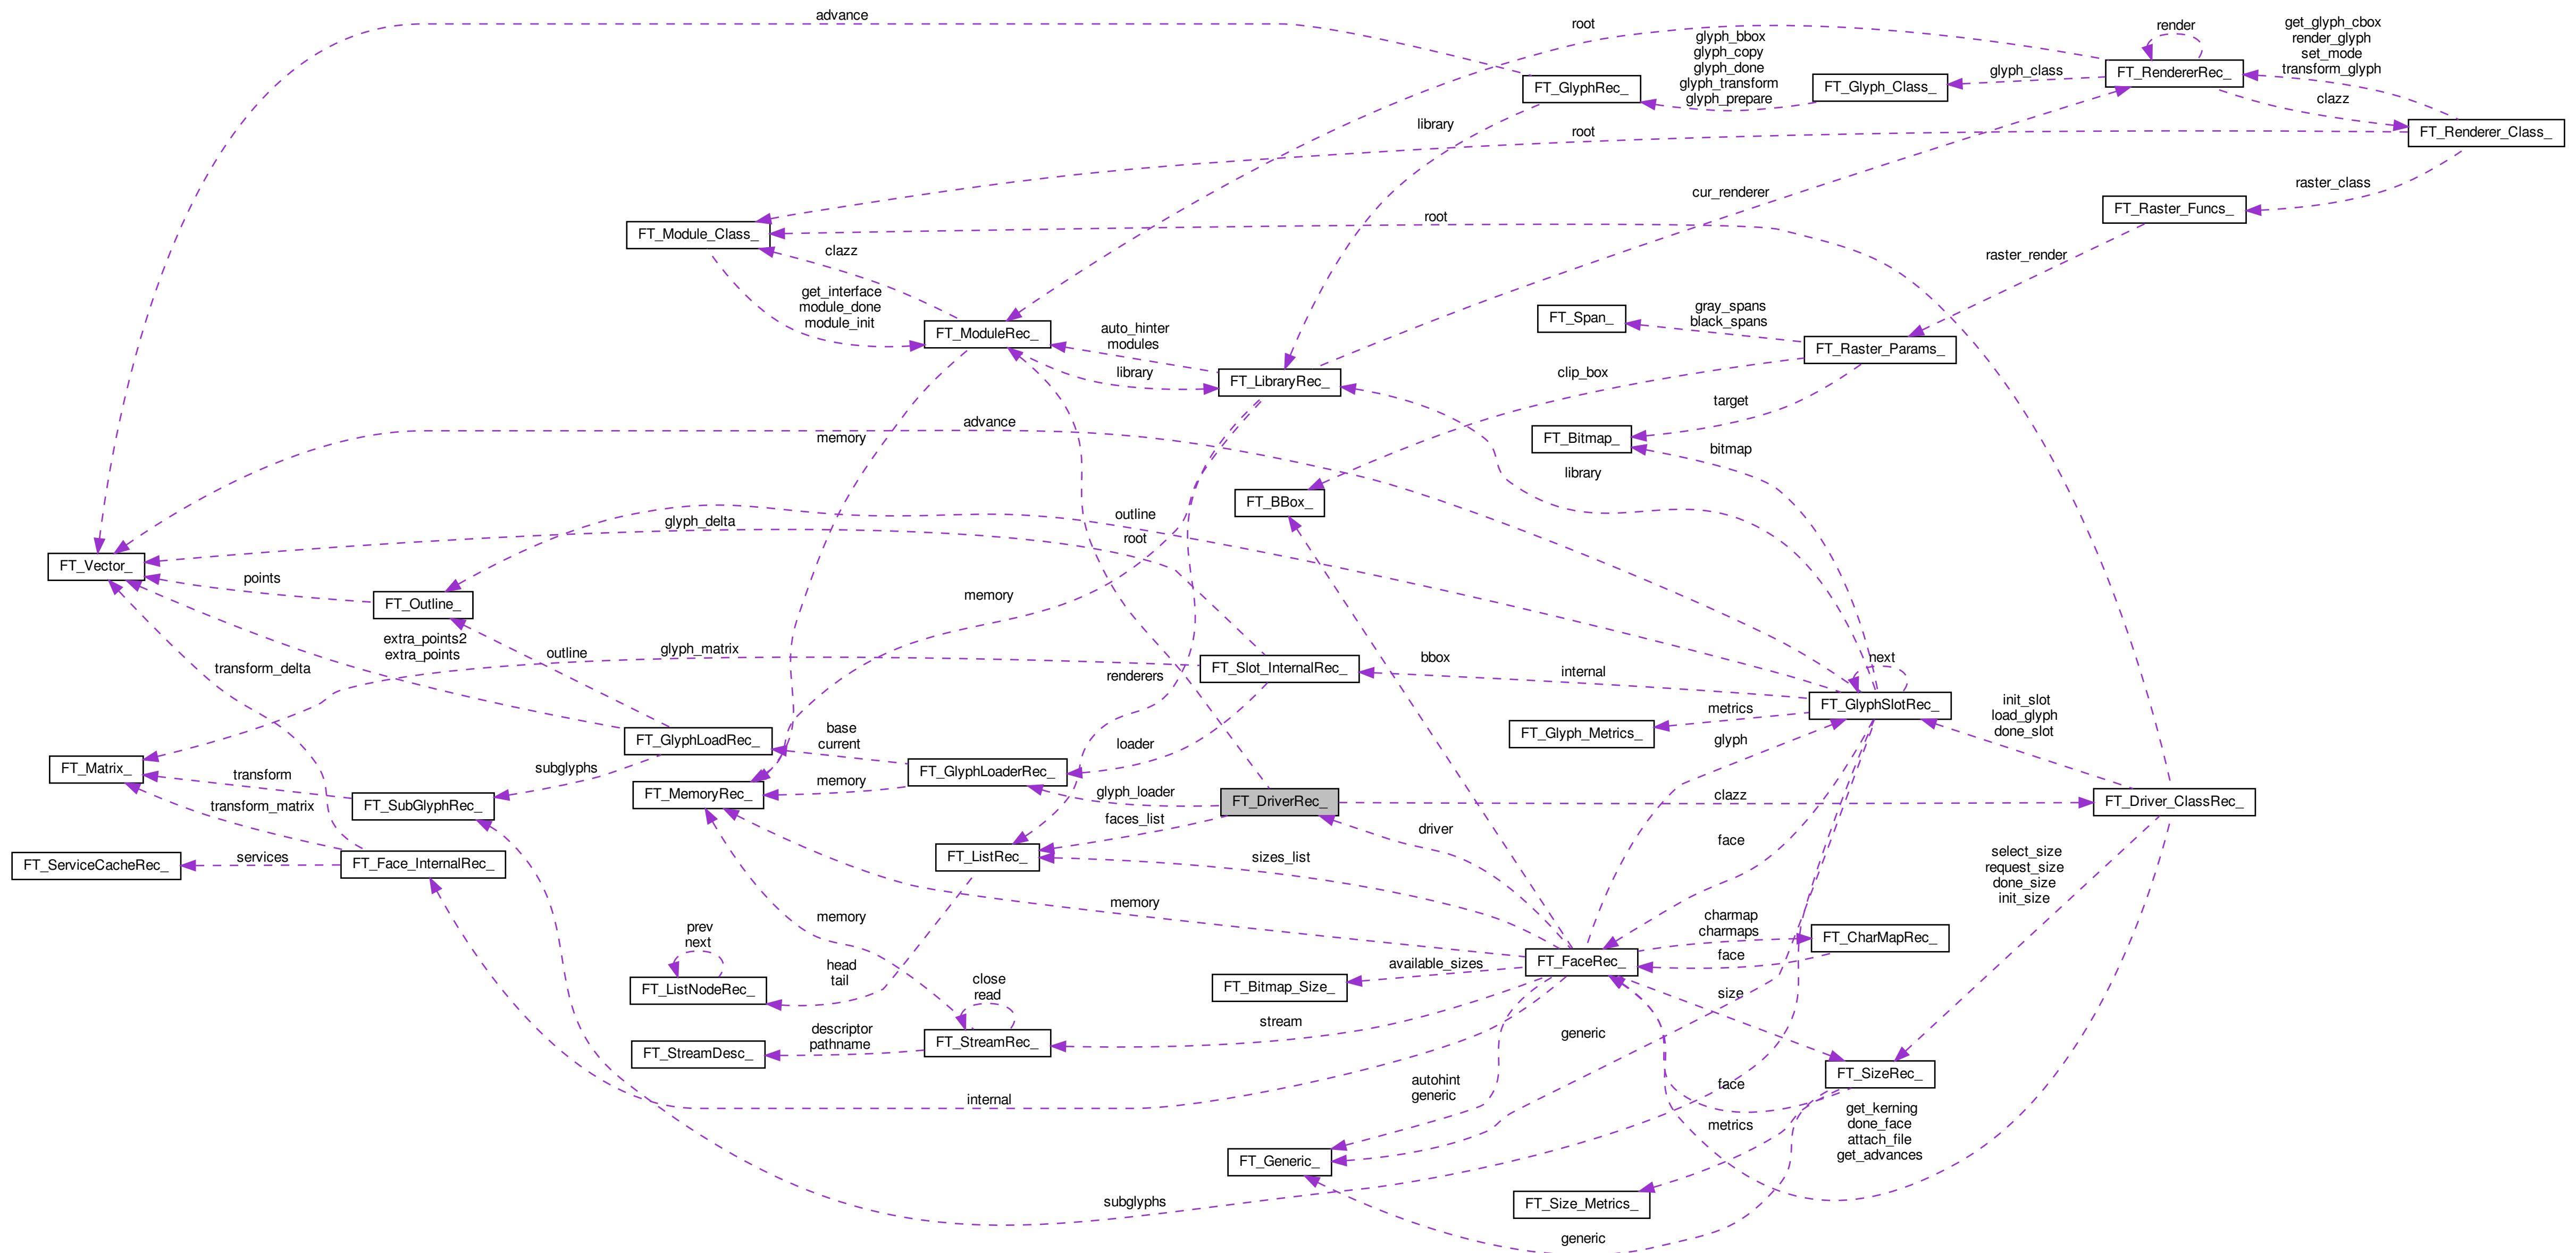 advance
root
render
get_glyph_cbox
render_glyph
set_mode
transform_glyph
glyph_bbox
glyph_copy
glyph_done
glyph_transform
glyph_prepare
glyph_class
FT_RendererRec_
FT_GlyphRec_
FT_Glyph_Class_
clazz
library
root
FT_Renderer_Class_
raster_class
cur_renderer
FT_Raster_Funcs_
root
FT_Module_Class_
clazz
raster_render
get_interface
module_done
module_init
gray_spans
black_spans
FT_Span_
FT_ModuleRec_
auto_hinter
modules
FT_Raster_Params_
library
clip_box
FT_LibraryRec_
target
advance
memory
FT_Bitmap_
bitmap
library
FT_BBox_
outline
glyph_delta
root
FT_Vector_
points
memory
FT_Outline_
extra_points2
extra_points
outline
glyph_matrix
transform_delta
bbox
FT_Slot_InternalRec_
internal
next
renderers
init_slot
load_glyph
done_slot
FT_GlyphSlotRec_
metrics
FT_Glyph_Metrics_
base
current
FT_GlyphLoadRec_
loader
glyph
FT_Matrix_
transform
subglyphs
FT_GlyphLoaderRec_
memory
FT_MemoryRec_
glyph_loader
FT_DriverRec_
clazz
FT_Driver_ClassRec_
transform_matrix
FT_SubGlyphRec_
faces_list
driver
face
FT_ServiceCacheRec_
services
FT_Face_InternalRec_
FT_ListRec_
sizes_list
select_size
request_size
done_size
init_size
memory
memory
charmap
charmaps
FT_CharMapRec_
prev
next
face
FT_FaceRec_
head
tail
available_sizes
FT_ListNodeRec_
FT_Bitmap_Size_
close
read
size
descriptor
pathname
stream
generic
FT_StreamDesc_
FT_StreamRec_
FT_SizeRec_
autohint
generic
face
internal
get_kerning
done_face
attach_file
get_advances
metrics
FT_Generic_
subglyphs
FT_Size_Metrics_
generic